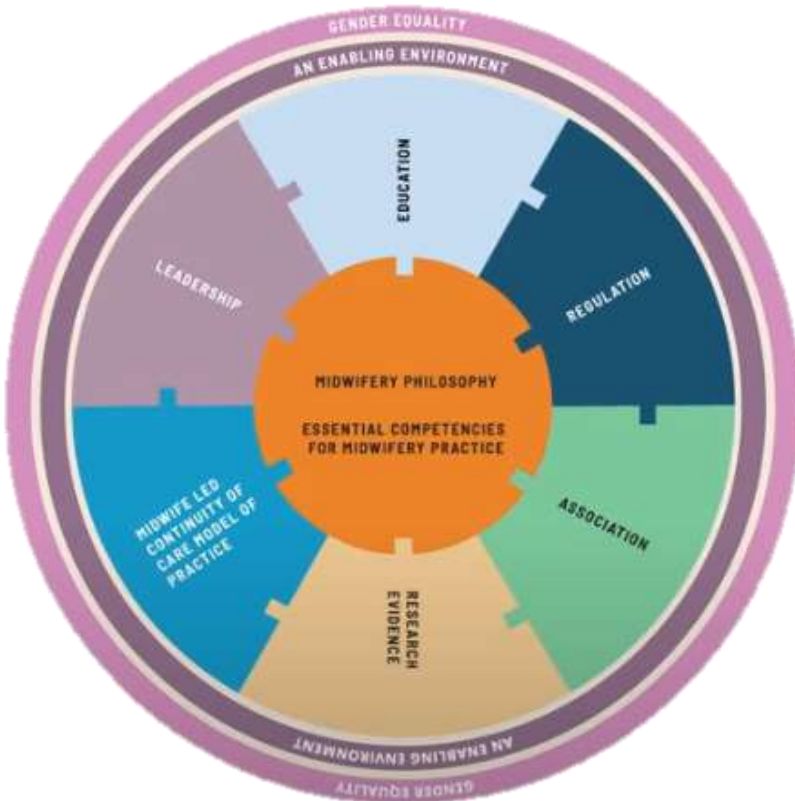 GENDER EQUALITY
AN ENABLING ENVIRONMENT
EDUCATION
LEADERSHIP
REGULATION
MIDWIFERY PHILOSOPHY
ESSENTIAL COMPETENCIES
FOR MIDWIFERY PRACTICE
MIDWIFE LED
CONTINUITY OF
CARE MODEL OF
PRACTICE
ASSOCIATION
RESEARCH
EVIDENCE
AN ENABLING ENVIRONMENT
GENDER EQUALITY